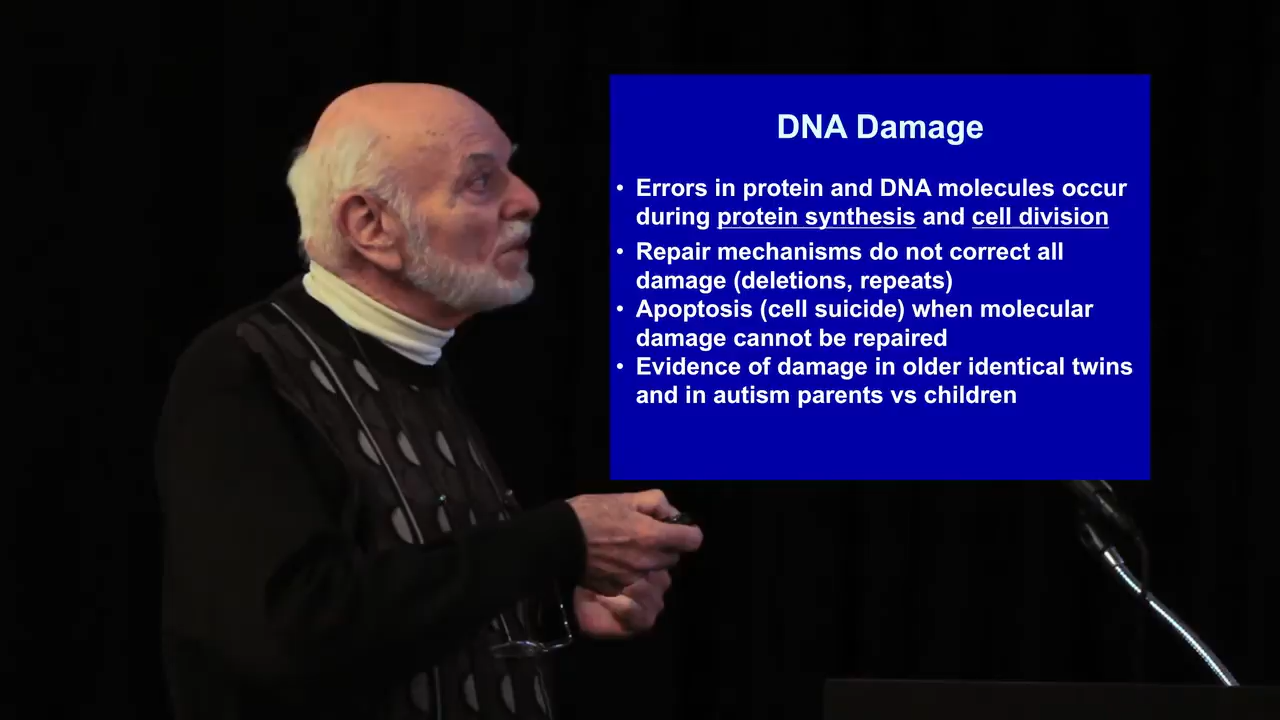 DNA Damage
• Errors in protein and DNA molecules occur
during protein synthesis and cell division
• Repair mechanisms do not correct all
damage (deletions, repeats)
• Apoptosis (cell suicide) when molecular
damage cannot be repaired
• Evidence of damage in older identical twins
and in autism parents vs children